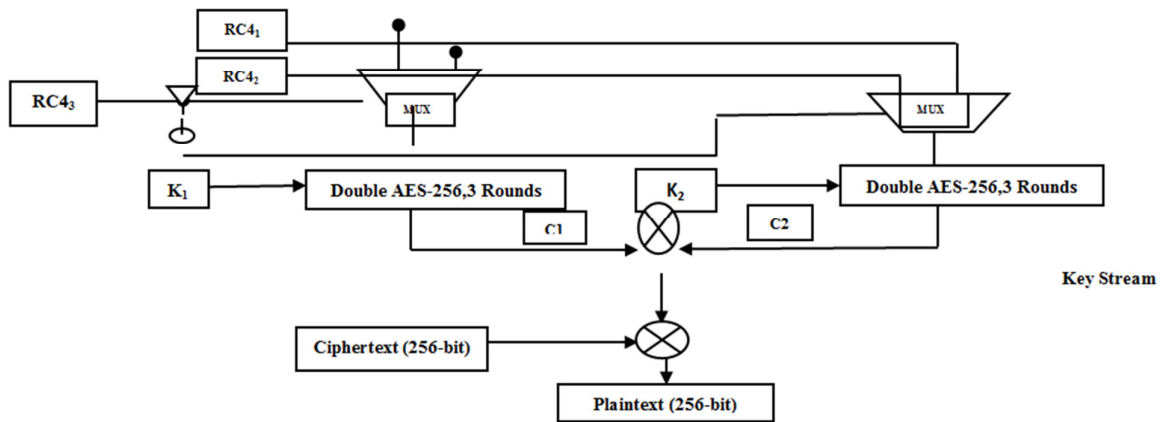 RC4₁
RC4₂
RC4₃
MUX
MUX
K₁
Double AES-256,3 Rounds
K₂
Double AES-256,3 Rounds
C1
C2
Key Stream
Ciphertext (256-bit)
Plaintext (256-bit)